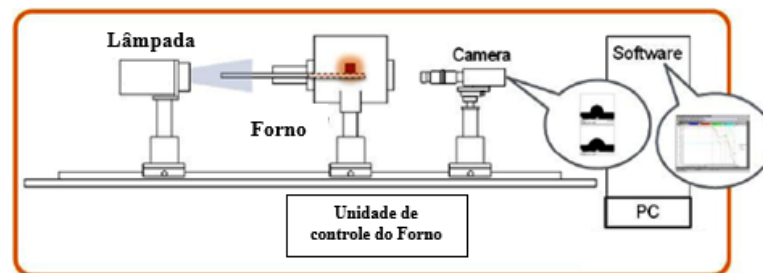 Lâmpada
Forno
Camera
Software
PC
Unidade de
controle do Forno